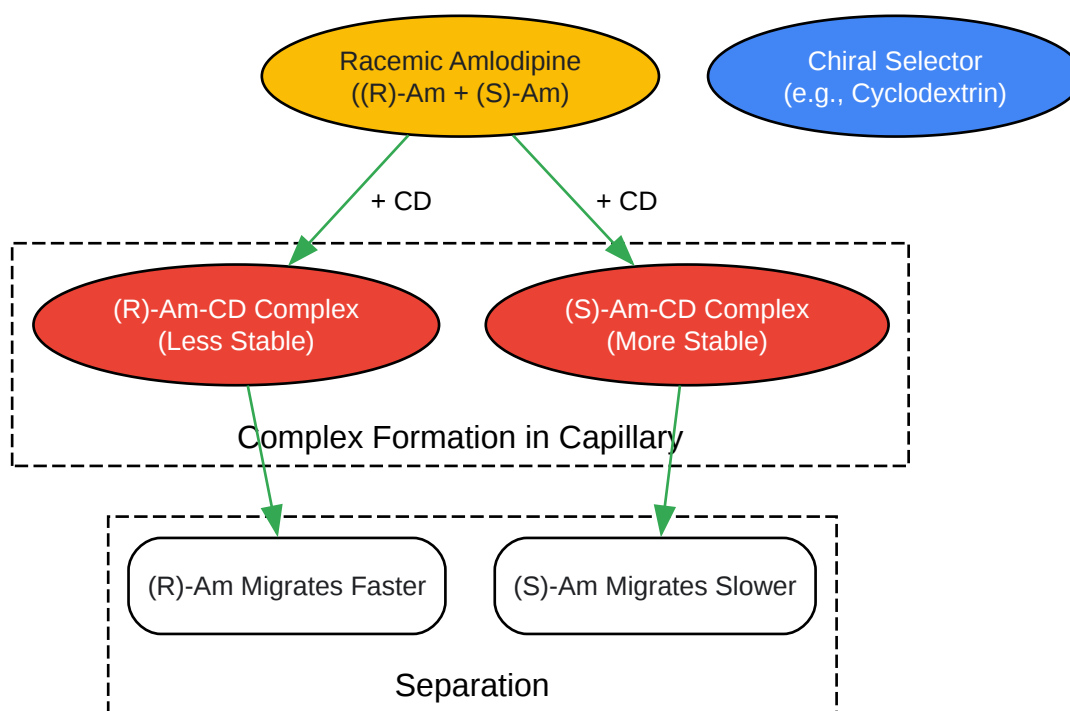 Racemic Amlodipine
((R)-Am + (S)-Am)
Chiral Selector
(e.g., Cyclodextrin)
+ CD
+ CD
(R)-Am-CD Complex
(Less Stable)
(S)-Am-CD Complex
(More Stable)
Complex Formation in Capillary
(R)-Am Migrates Faster
(S)-Am Migrates Slower
Separation